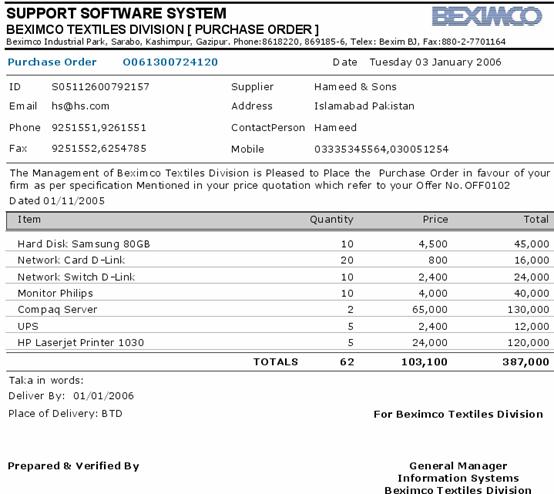 SUPPORT SOFTWARE SYSTEM
BEXIMCO
BEXIMCO TEXTILES DIVISION [ PURCHASE ORDER ]
Beximco Industrial Park, Sarabo, Kashimpur, Gazipur. Phone:8618220, 869185-6, Telex: Bexim BJ, Fax:880-2-7701164
Purchase Order O061300724120 Date Tuesday 03 January 2006
ID S05112600792157 Supplier Hameed & Sons
Email hs@hs.com Address Islamabad Pakistan
Phone 9251551,9261551 ContactPerson Hameed
Fax 9251552,6254785 Mobile 03335345564,030051254
The Management of Beximco Textiles Division is Pleased to Place the Purchase Order in favour of your
firm as per specification Mentioned in your price quotation which refer to your Offer No. OFF0102
Dated 01/11/2005
Item Quantity Price Total
Hard Disk Samsung 80GB 10 4,500 45,000
Network Card D-Link 20 800 16,000
Network Switch D-Link 10 2,400 24,000
Monitor Philips 10 4,000 40,000
Compaq Server 2 65,000 130,000
UPS 5 2,400 12,000
HP Laserjet Printer 1030 5 24,000 120,000
TOTALS 62 103,100 387,000
Taka in words:
Deliver By: 01/01/2006
Place of Delivery: BTD For Beximco Textiles Division
Prepared & Verified By General Manager
Information Systems
Beximco Textiles Division